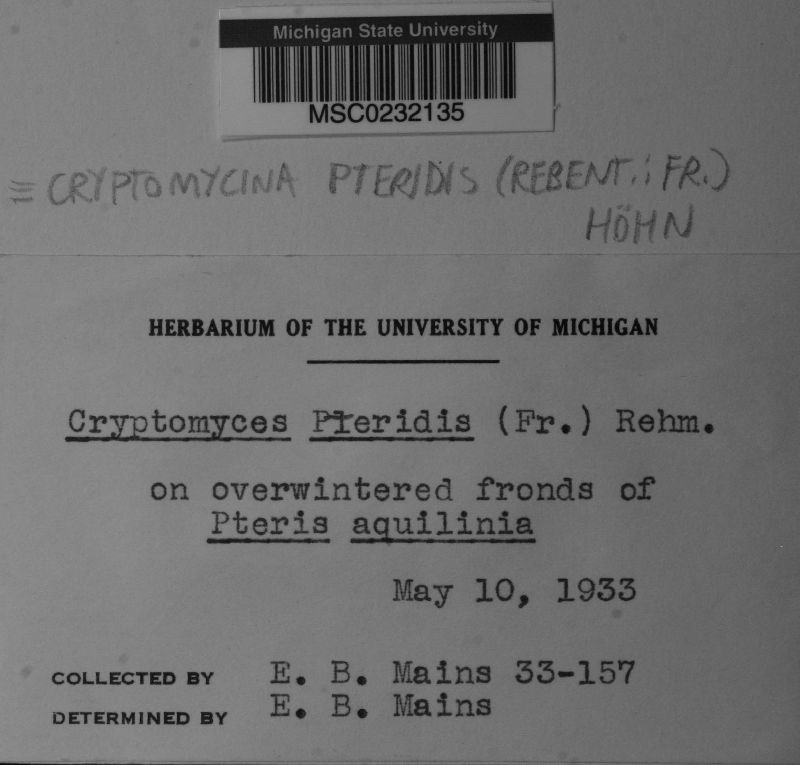 Michigan State University
MSC0232135
≡ CRYPTOMYCINA PTERIDIS (REBENT.: FR.)
HÖHN
HERBARIUM OF THE UNIVERSITY OF MICHIGAN
Cryptomyces Pteridis (Fr.) Rehm.
on overwintered fronds of
Pteris aquilinia
May 10, 1933
COLLECTED BY E. B. Mains 33-157
DETERMINED BY E. B. Mains